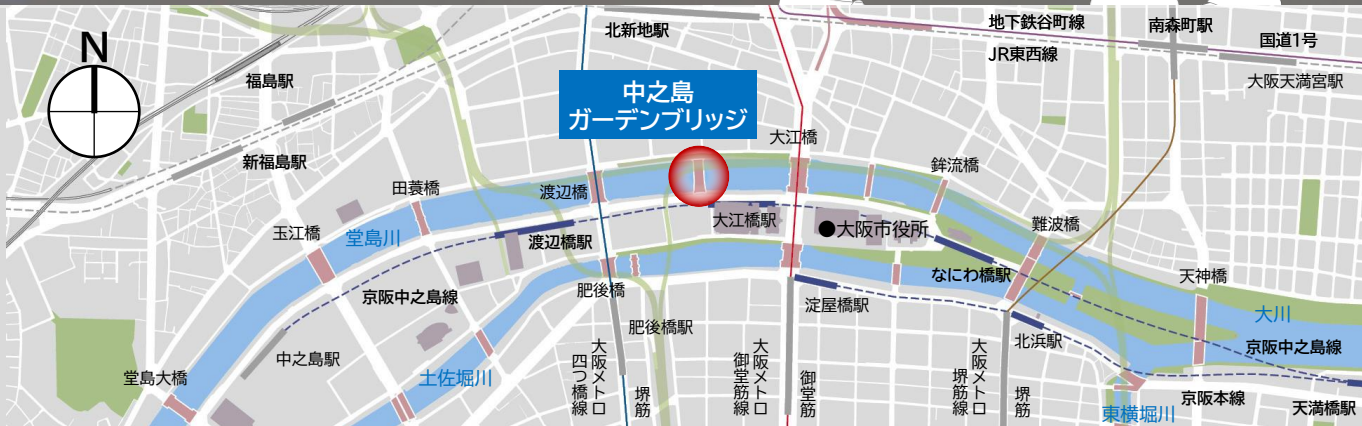 N
福島駅
新福島駅
北新地駅
地下鉄谷町線
JR東西線
南森町駅
国道1号
大阪天満宮駅
中之島
ガーデンブリッジ
大江橋
鉾流橋
田蓑橋
渡辺橋
玉江橋
堂島川
渡辺橋駅
大江橋駅
●大阪市役所
難波橋
なにわ橋駅
天神橋
京阪中之島線
肥後橋
淀屋橋駅
大川
肥後橋駅
北浜駅
京阪中之島線
中之島駅
堂島大橋
土佐堀川
大阪メトロ
四つ橋線
堺筋
大阪メトロ
御堂筋線
御堂筋
大阪メトロ
堺筋線
堺筋
東横堀川
京阪本線
天満橋駅